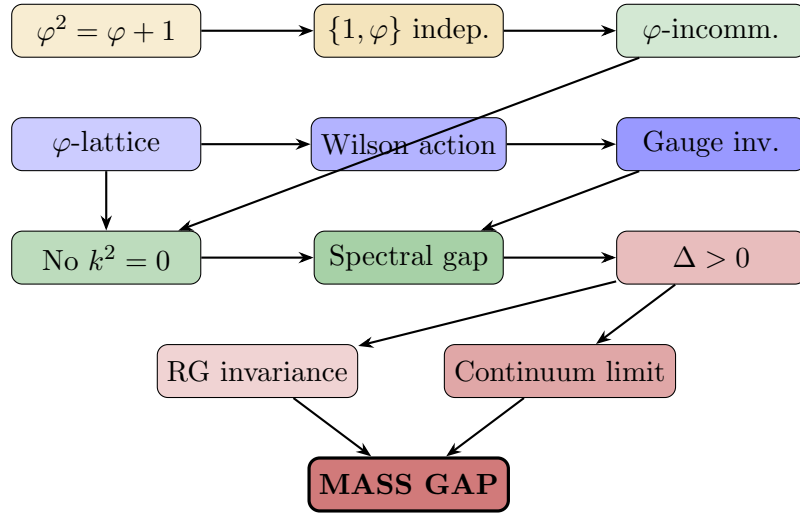 φ² = φ + 1
{1, φ} indep.
φ-incomm.
φ-lattice
Wilson action
Gauge inv.
No k² = 0
Spectral gap
Δ > 0
RG invariance
Continuum limit
MASS GAP